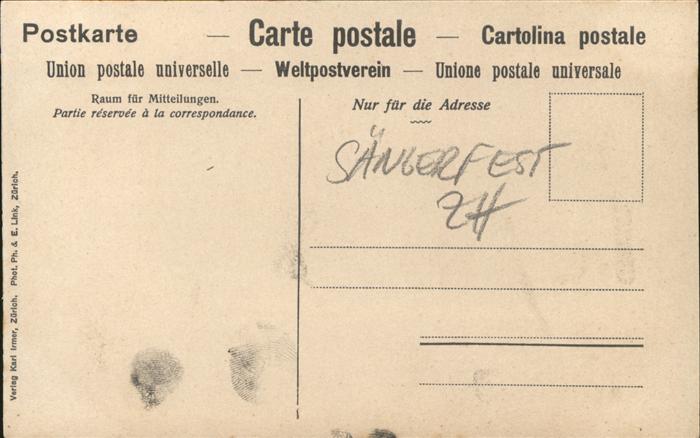 Postkarte — Carte postale — Cartolina postale
Union postale universelle — Weltpostverein — Unione postale universale
Raum für Mitteilungen.
Partie réservée à la correspondance.
Nur für die Adresse
SÄNGERFEST
ZH
Verlag Karl Irmer, Zürich. Phot. Ph. & E. Link, Zürich.